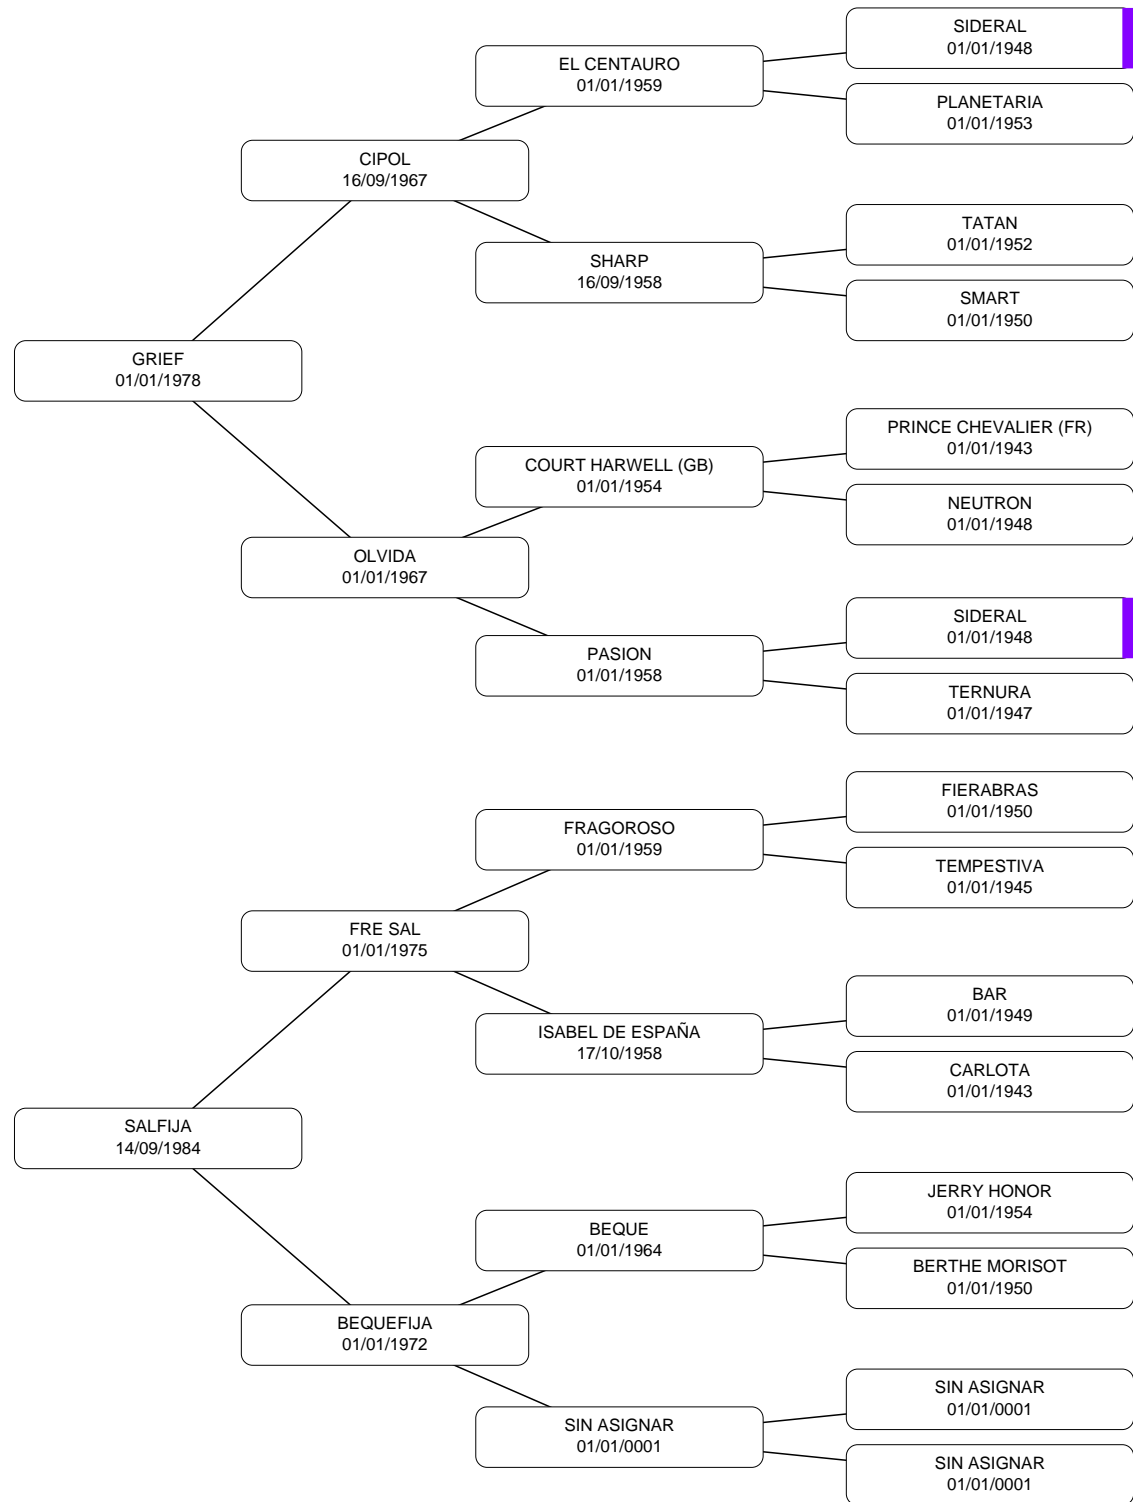 SIDERAL
01/01/1948
EL CENTAURO
01/01/1959
PLANETARIA
01/01/1953
CIPOL
16/09/1967
TATAN
01/01/1952
SHARP
16/09/1958
SMART
01/01/1950
GRIEF
01/01/1978
PRINCE CHEVALIER (FR)
01/01/1943
COURT HARWELL (GB)
01/01/1954
NEUTRON
01/01/1948
OLVIDA
01/01/1967
SIDERAL
01/01/1948
PASION
01/01/1958
TERNURA
01/01/1947
FIERABRAS
01/01/1950
FRAGOROSO
01/01/1959
TEMPESTIVA
01/01/1945
FRE SAL
01/01/1975
BAR
01/01/1949
ISABEL DE ESPAÑA
17/10/1958
CARLOTA
01/01/1943
SALFIJA
14/09/1984
JERRY HONOR
01/01/1954
BEQUE
01/01/1964
BERTHE MORISOT
01/01/1950
BEQUEFIJA
01/01/1972
SIN ASIGNAR
01/01/0001
SIN ASIGNAR
01/01/0001
SIN ASIGNAR
01/01/0001